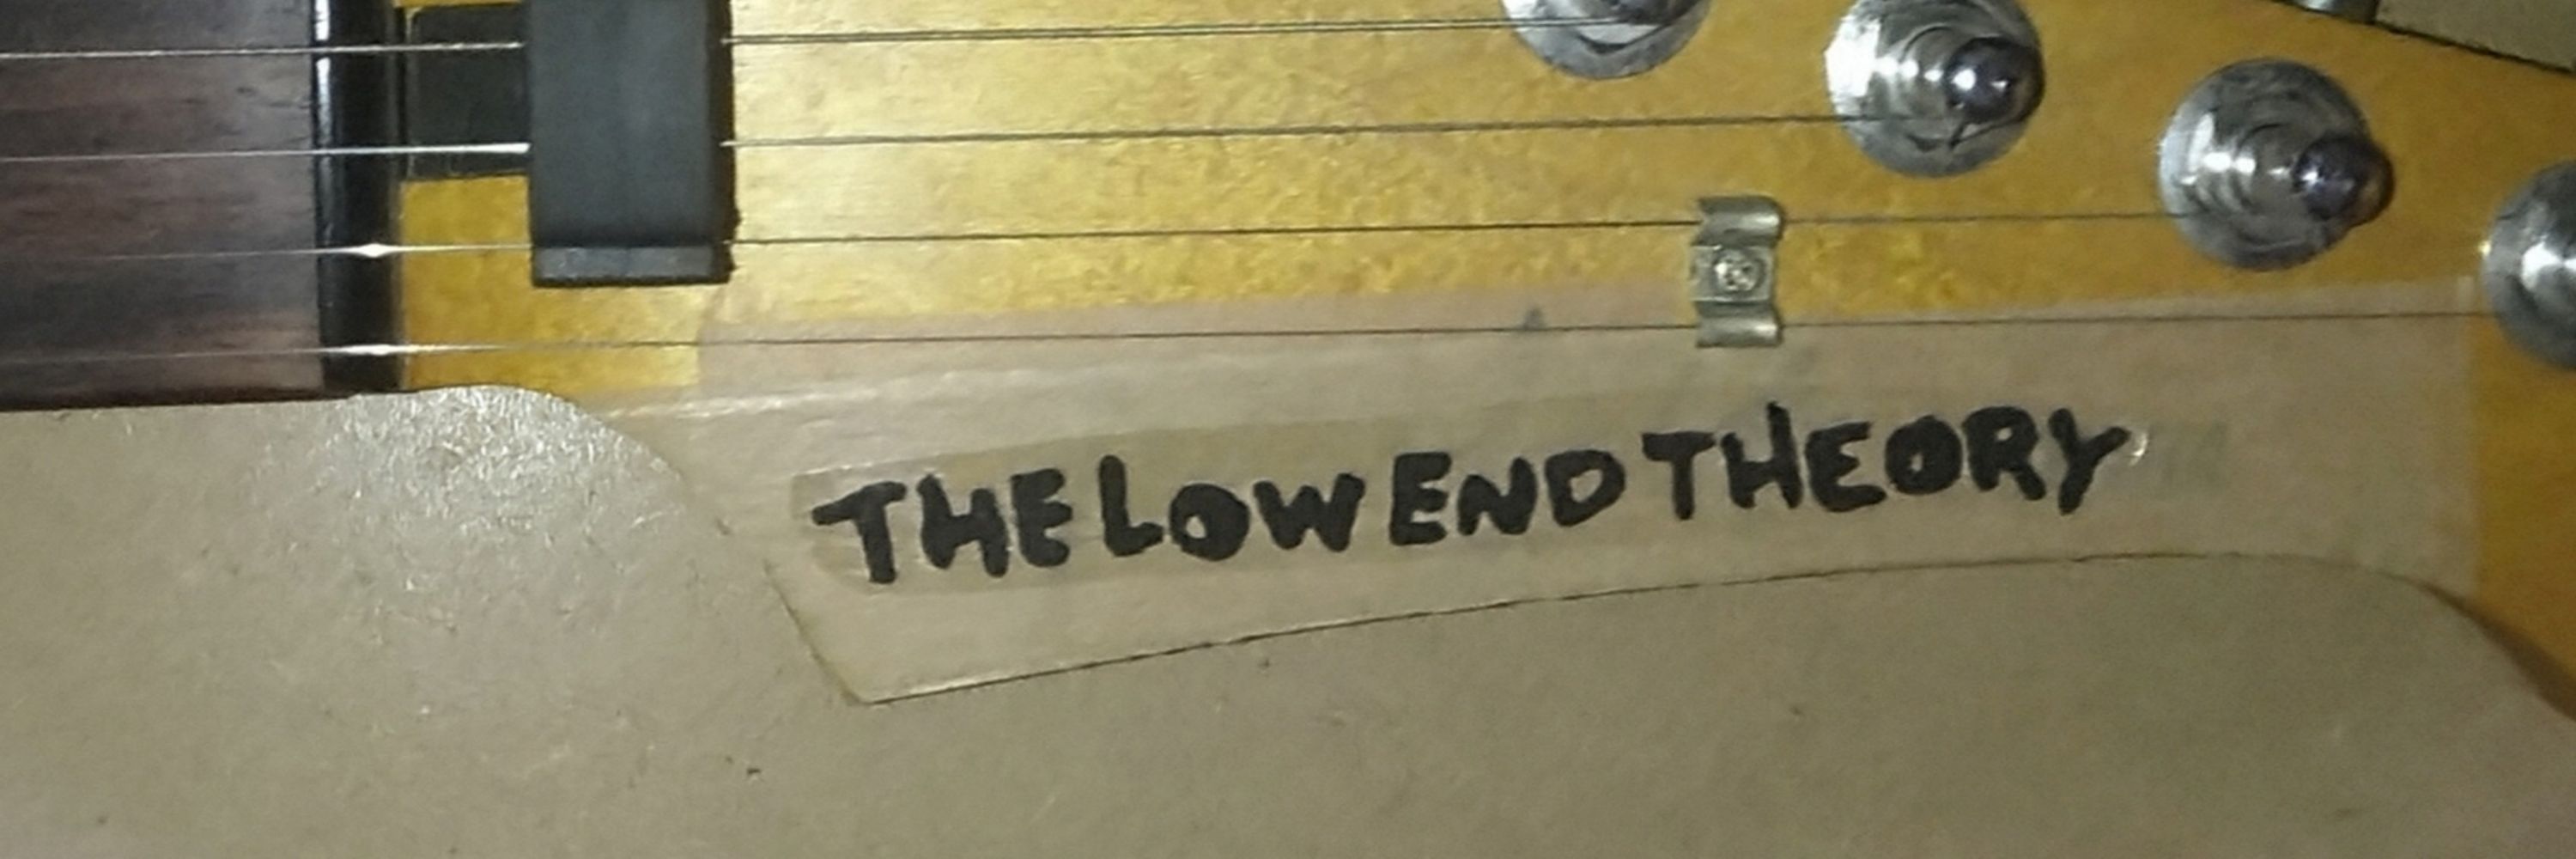 THE LOW END THEORY